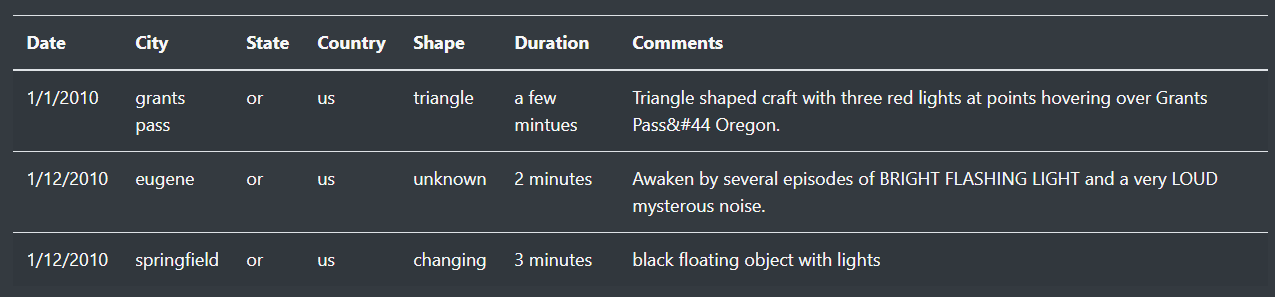 Date City State Country Shape Duration Comments
1/1/2010 grants or us triangle a few Triangle shaped craft with three red lights at points hovering over Grants
pass mintues Pass&#44 Oregon.
1/12/2010 eugene or us unknown 2 minutes Awaken by several episodes of BRIGHT FLASHING LIGHT and a very LOUD
mysterous noise.
1/12/2010 springfield or us changing 3 minutes black floating object with lights